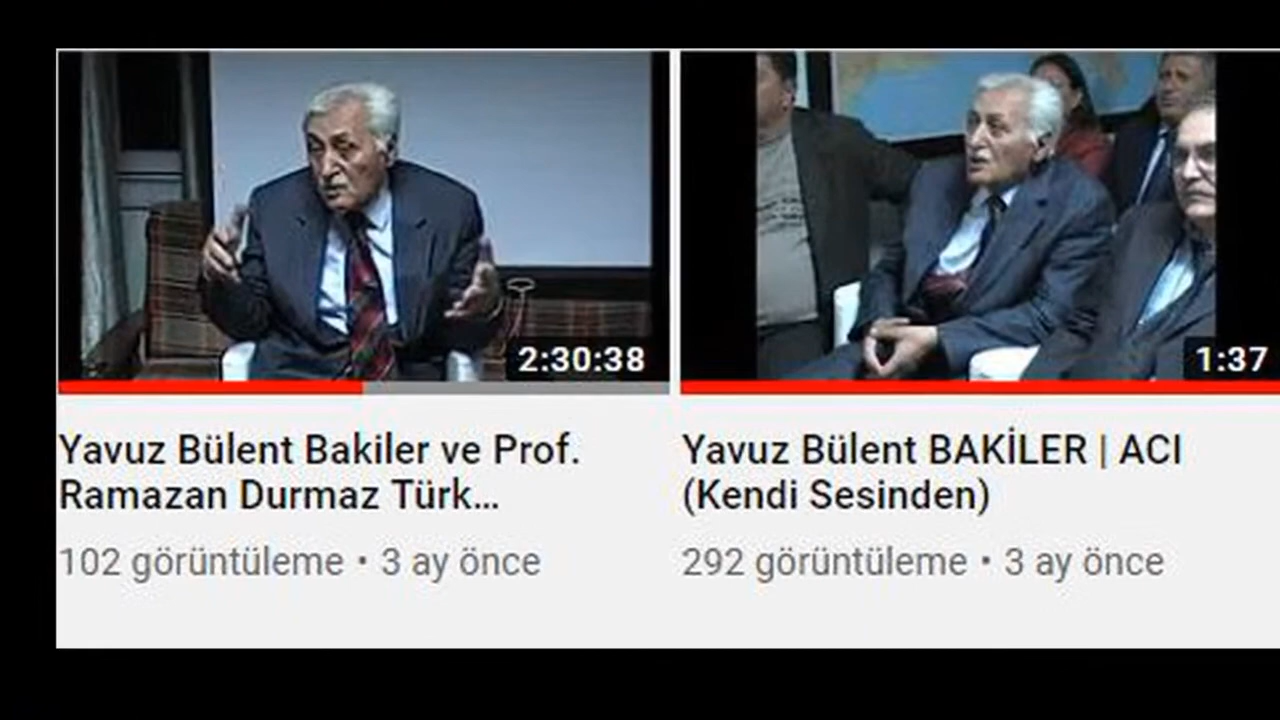 2:30:38
1:37
Yavuz Bülent Bakiler ve Prof.
Ramazan Durmaz Türk...
102 görüntüleme • 3 ay önce
Yavuz Bülent BAKİLER | ACI
(Kendi Sesinden)
292 görüntüleme • 3 ay önce